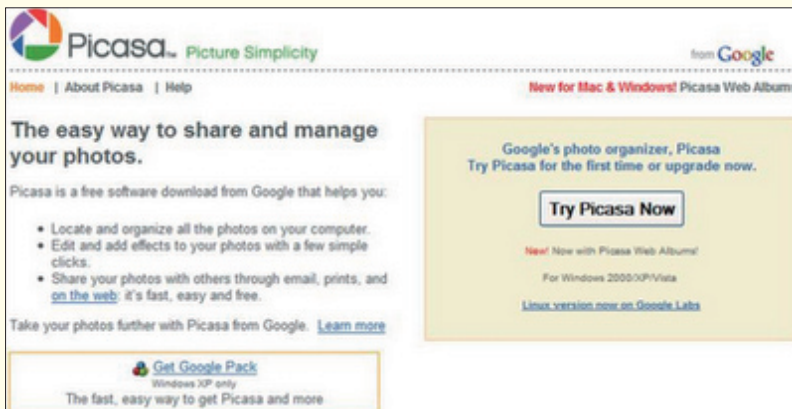 Picasa™ Picture Simplicity
from Google
Home | About Picasa | Help
New for Mac & Windows! Picasa Web Album
The easy way to share and manage
your photos.
Picasa is a free software download from Google that helps you:
• Locate and organize all the photos on your computer.
• Edit and add effects to your photos with a few simple
clicks.
• Share your photos with others through email, prints, and
on the web: it's fast, easy and free.
Take your photos further with Picasa from Google. Learn more
Get Google Pack
Windows XP only
The fast, easy way to get Picasa and more
Google's photo organizer, Picasa
Try Picasa for the first time or upgrade now.
Try Picasa Now
New! Now with Picasa Web Albums!
For Windows 2000/XP/Vista
Linux version now on Google Labs